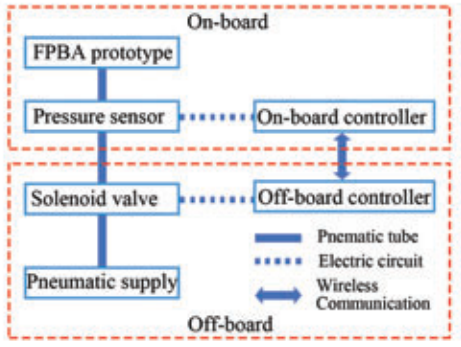 On-board
FPBA prototype
Pressure sensor
On-board controller
Solenoid valve
Off-board controller
Pnematic tube
Electric circuit
Pneumatic supply
Wireless
Communication
Off-board